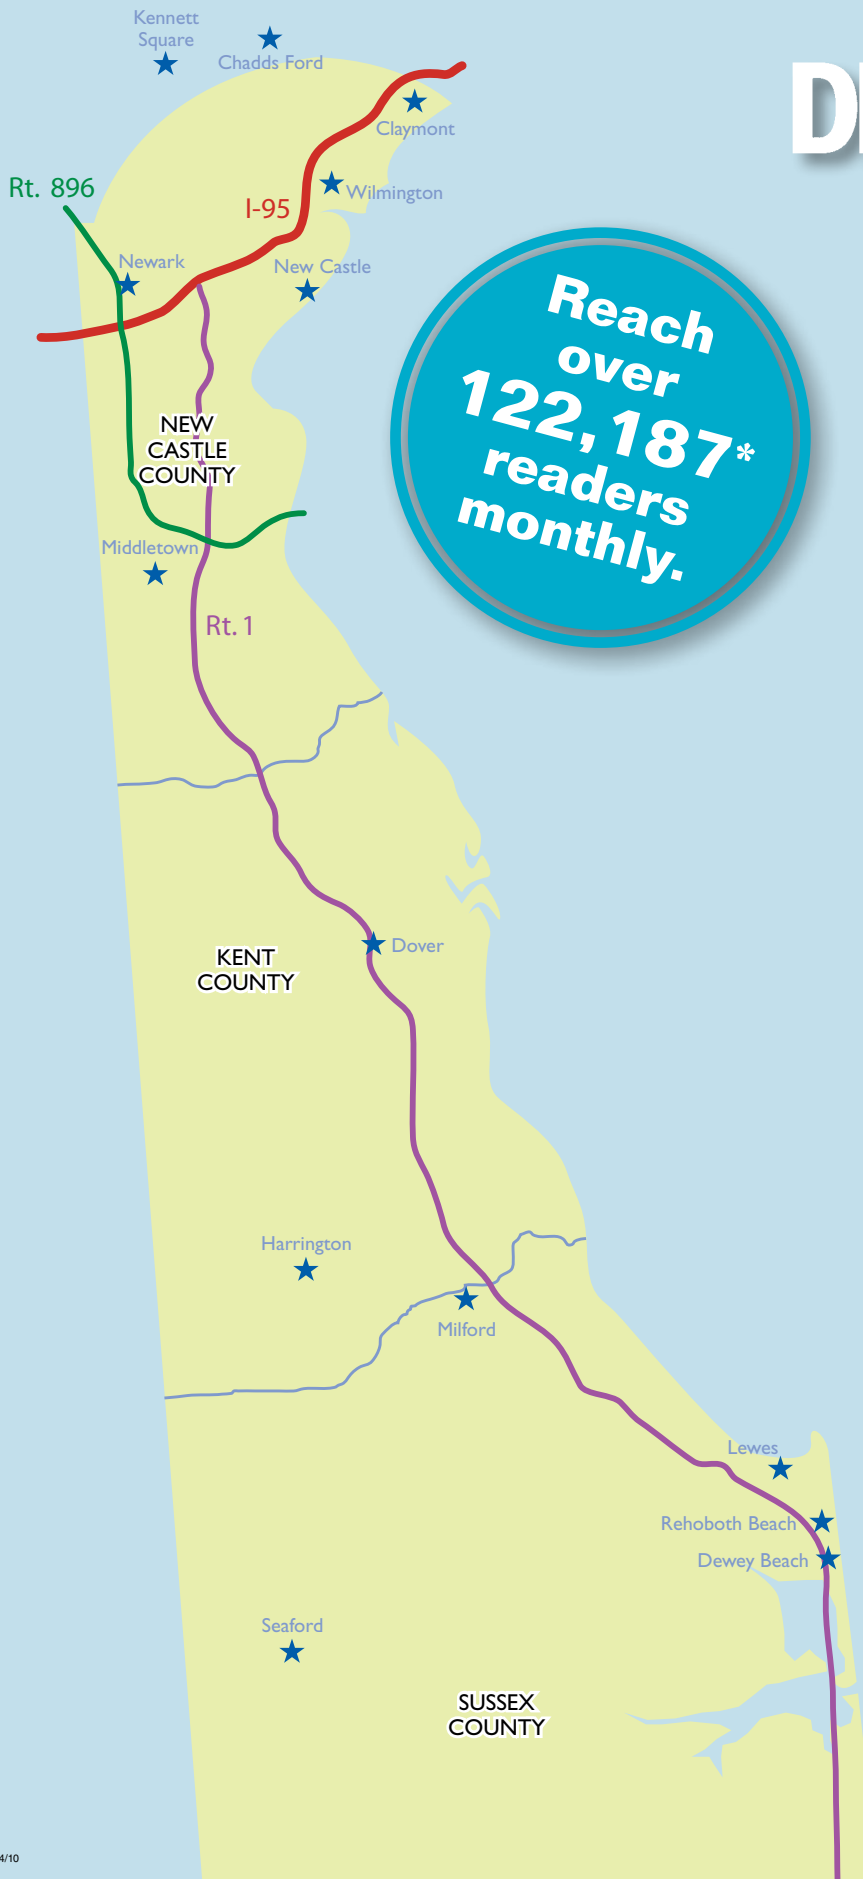 Kennett
Square
Chadds Ford
Claymont
Rt. 896
Wilmington
I-95
Newark
New Castle
Reach
over
122,187*
readers
monthly.
NEW
CASTLE
COUNTY
Middletown
Rt. 1
Dover
KENT
COUNTY
Harrington
Milford
Lewes
Rehoboth Beach
Dewey Beach
Seaford
SUSSEX
COUNTY
4/10